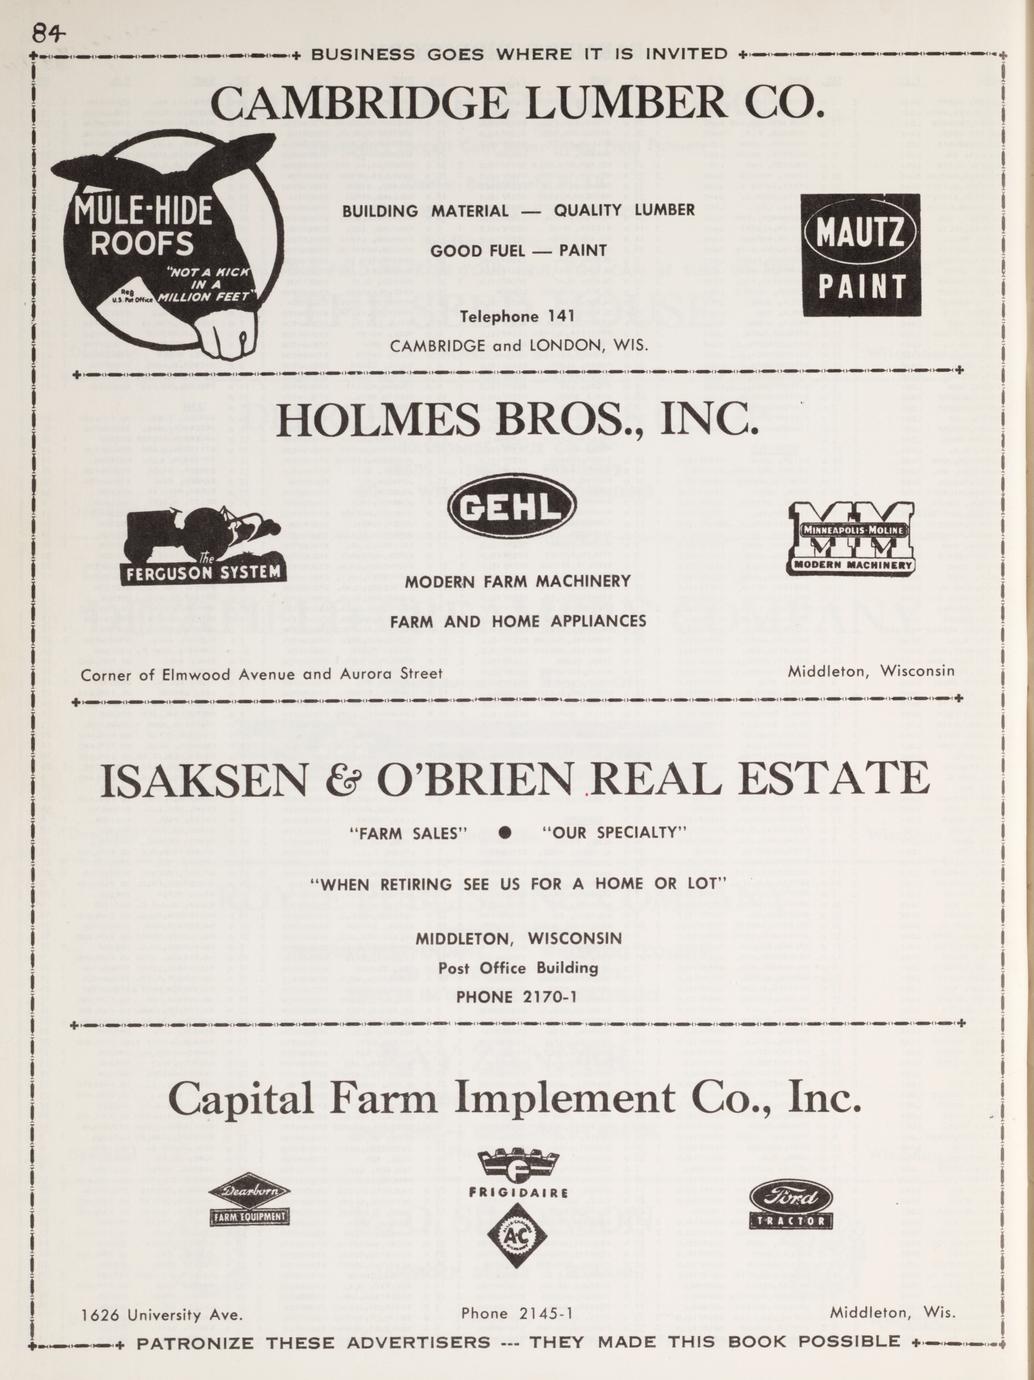 84
BUSINESS GOES WHERE IT IS INVITED
CAMBRIDGE LUMBER CO.
MULE-HIDE
ROOFS
"NOT A KICK
IN A
MILLION FEET"
Reg
U.S. Pat Office
BUILDING MATERIAL — QUALITY LUMBER
GOOD FUEL — PAINT
Telephone 141
CAMBRIDGE and LONDON, WIS.
MAUTZ
PAINT
HOLMES BROS., INC.
The
FERGUSON SYSTEM
GEHL
MM
MINNEAPOLIS-MOLINE
MODERN MACHINERY
MODERN FARM MACHINERY
FARM AND HOME APPLIANCES
Corner of Elmwood Avenue and Aurora Street
Middleton, Wisconsin
ISAKSEN & O'BRIEN REAL ESTATE
"FARM SALES" ● "OUR SPECIALTY"
"WHEN RETIRING SEE US FOR A HOME OR LOT"
MIDDLETON, WISCONSIN
Post Office Building
PHONE 2170-1
Capital Farm Implement Co., Inc.
Dearborn
FARM EQUIPMENT
F
FRIGIDAIRE
A-C
Ford
TRACTOR
1626 University Ave.
Phone 2145-1
Middleton, Wis.
PATRONIZE THESE ADVERTISERS --- THEY MADE THIS BOOK POSSIBLE